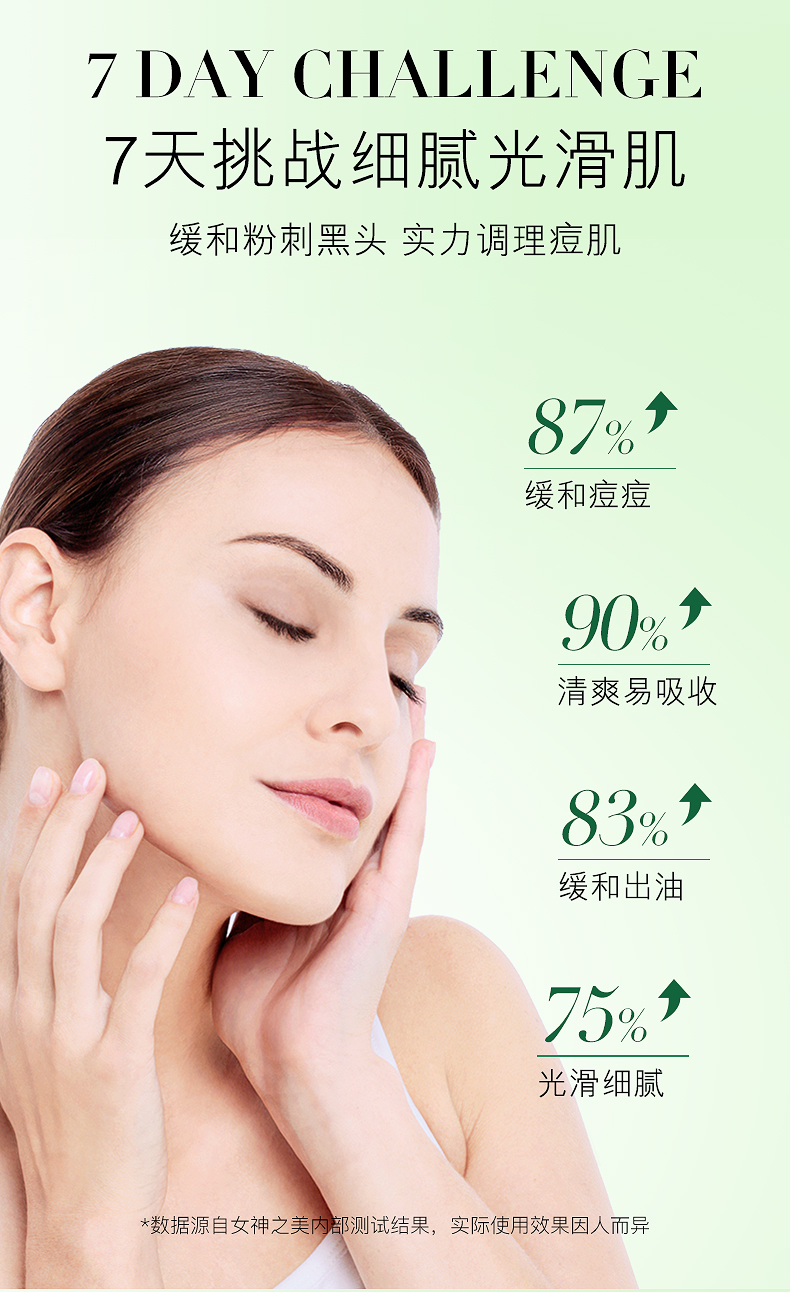 7 DAY CHALLENGE
7天挑战细腻光滑肌
缓和粉刺黑头 实力调理痘肌
87%
缓和痘痘
90%
清爽易吸收
83%
缓和出油
75%
光滑细腻
*数据源自女神之美内部测试结果，实际使用效果因人而异